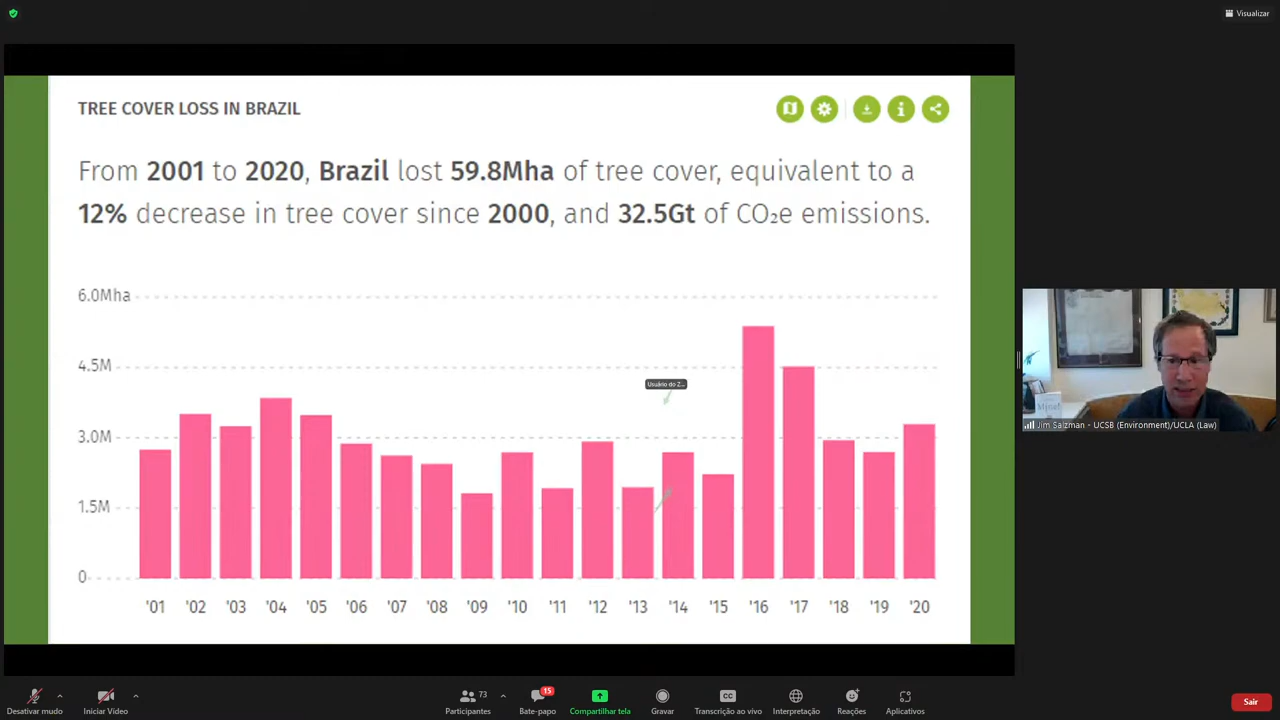 Visualizar
TREE COVER LOSS IN BRAZIL
From 2001 to 2020, Brazil lost 59.8Mha of tree cover, equivalent to a
12% decrease in tree cover since 2000, and 32.5Gt of CO₂e emissions.
6.0Mha
4.5M
3.0M
1.5M
0
'01 '02 '03 '04 '05 '06 '07 '08 '09 '10 '11 '12 '13 '14 '15 '16 '17 '18 '19 '20
Usuário do Z...
Jim Salzman - UCSB (Environment)/UCLA (Law)
Desativar mudo
Iniciar Vídeo
73
Participantes
15
Bate-papo
Compartilhar tela
Gravar
CC
Transcrição ao vivo
Interpretação
Reações
Aplicativos
Sair